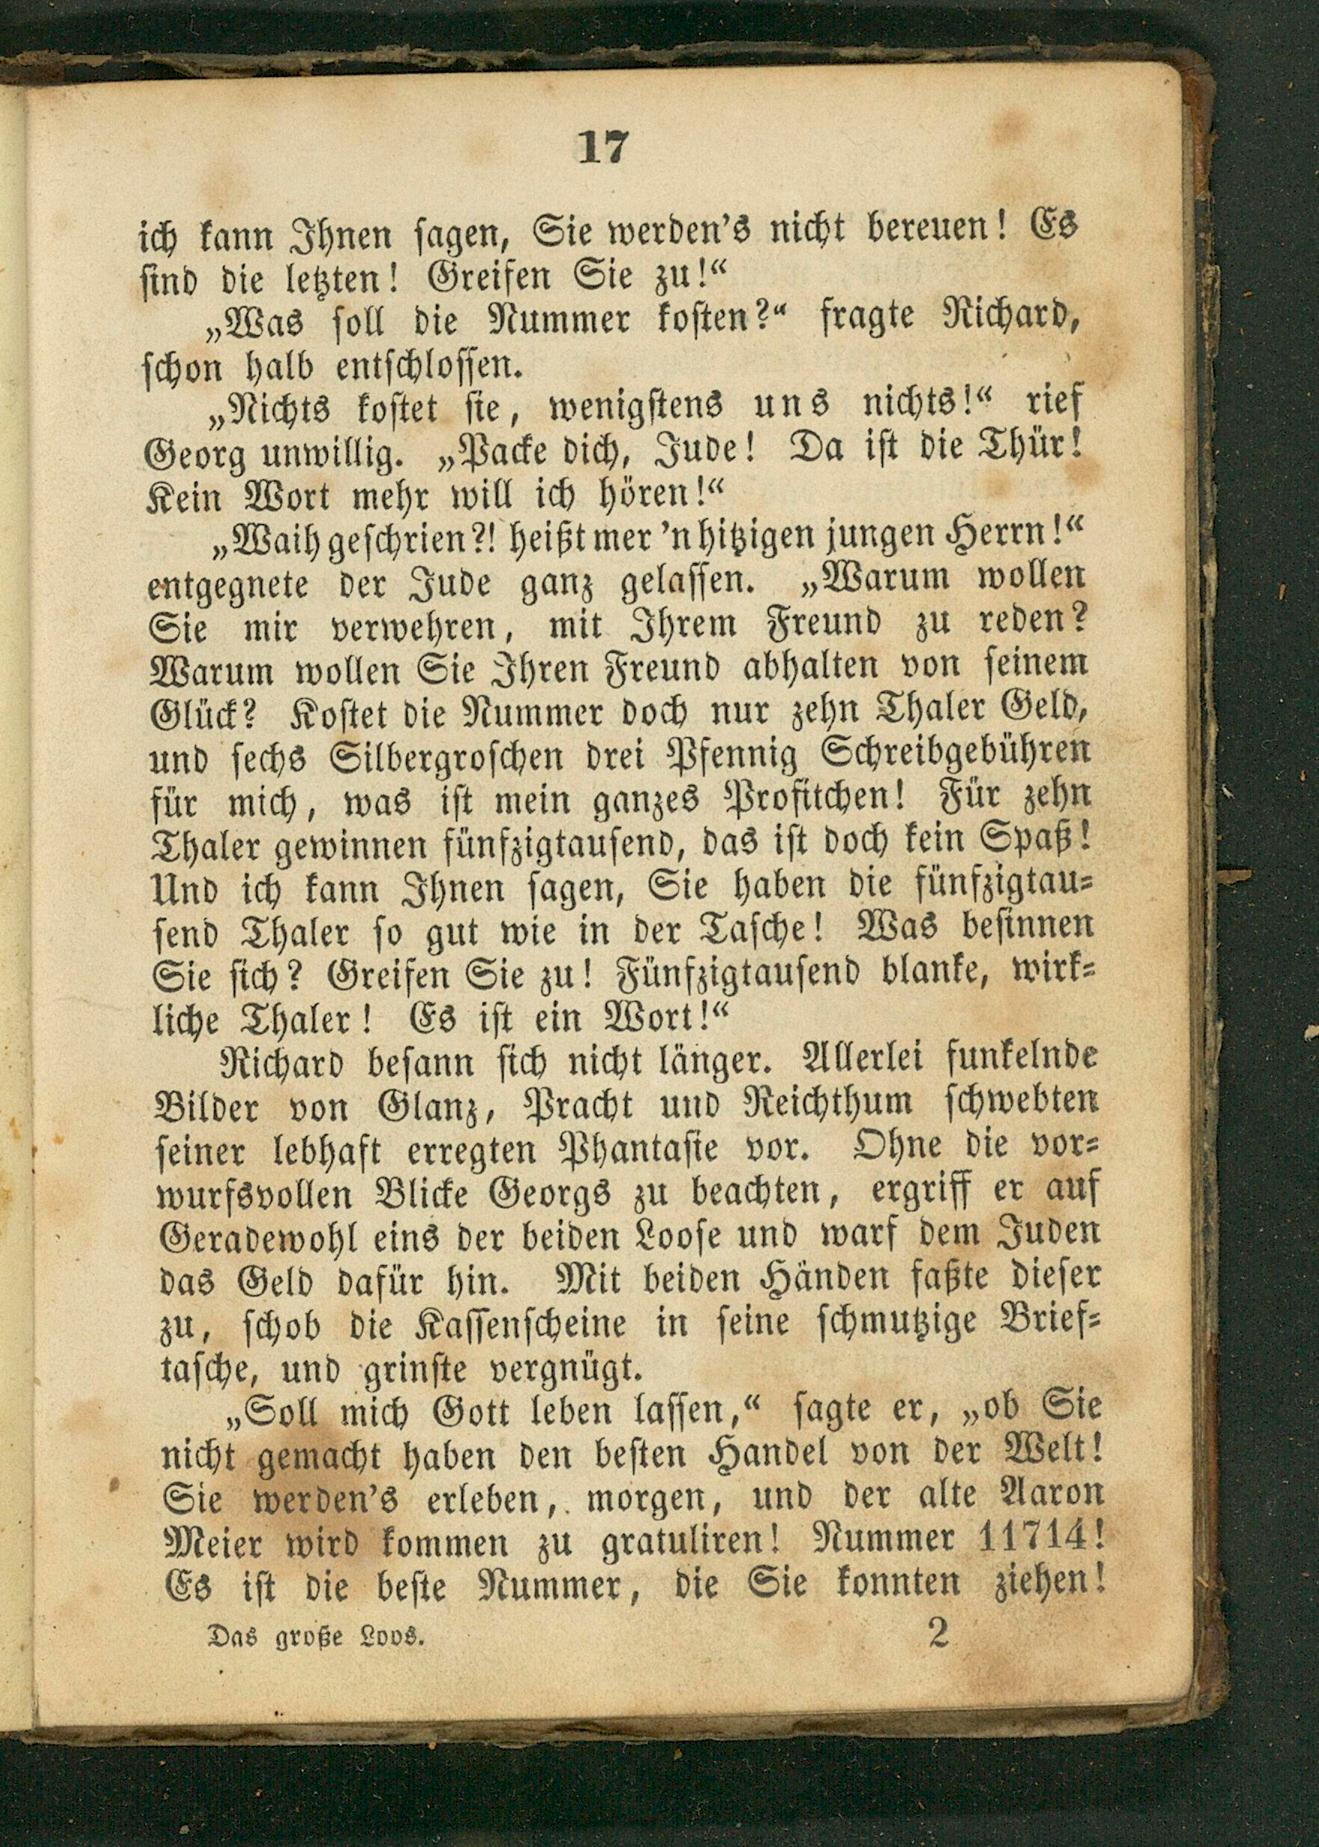 17
ich kann Ihnen sagen, Sie werden's nicht bereuen! Es
sind die letzten! Greifen Sie zu!“
„Was soll die Nummer kosten?“ fragte Richard,
schon halb entschlossen.
„Nichts kostet sie, wenigstens uns nichts!“ rief
Georg unwillig. „Packe dich, Jude! Da ist die Thür!
Kein Wort mehr will ich hören!“
„Waih geschrien?! heißt mer 'n hitzigen jungen Herrn!“
entgegnete der Jude ganz gelassen. „Warum wollen
Sie mir verwehren, mit Ihrem Freund zu reden?
Warum wollen Sie Ihren Freund abhalten von seinem
Glück? Kostet die Nummer doch nur zehn Thaler Geld,
und sechs Silbergroschen drei Pfennig Schreibgebühren
für mich, was ist mein ganzes Profitchen! Für zehn
Thaler gewinnen fünfzigtausend, das ist doch kein Spaß!
Und ich kann Ihnen sagen, Sie haben die fünfzigtau-
send Thaler so gut wie in der Tasche! Was besinnen
Sie sich? Greifen Sie zu! Fünfzigtausend blanke, wirk-
liche Thaler! Es ist ein Wort!“
Richard besann sich nicht länger. Allerlei funkelnde
Bilder von Glanz, Pracht und Reichthum schwebten
seiner lebhaft erregten Phantasie vor. Ohne die vor-
wurfsvollen Blicke Georgs zu beachten, ergriff er auf
Geradewohl eins der beiden Loose und warf dem Juden
das Geld dafür hin. Mit beiden Händen faßte dieser
zu, schob die Kassenscheine in seine schmutzige Brief-
tasche, und grinste vergnügt.
„Soll mich Gott leben lassen,“ sagte er, „ob Sie
nicht gemacht haben den besten Handel von der Welt!
Sie werden's erleben, morgen, und der alte Aaron
Meier wird kommen zu gratuliren! Nummer 11714!
Es ist die beste Nummer, die Sie konnten ziehen!
Das große Loos. 2